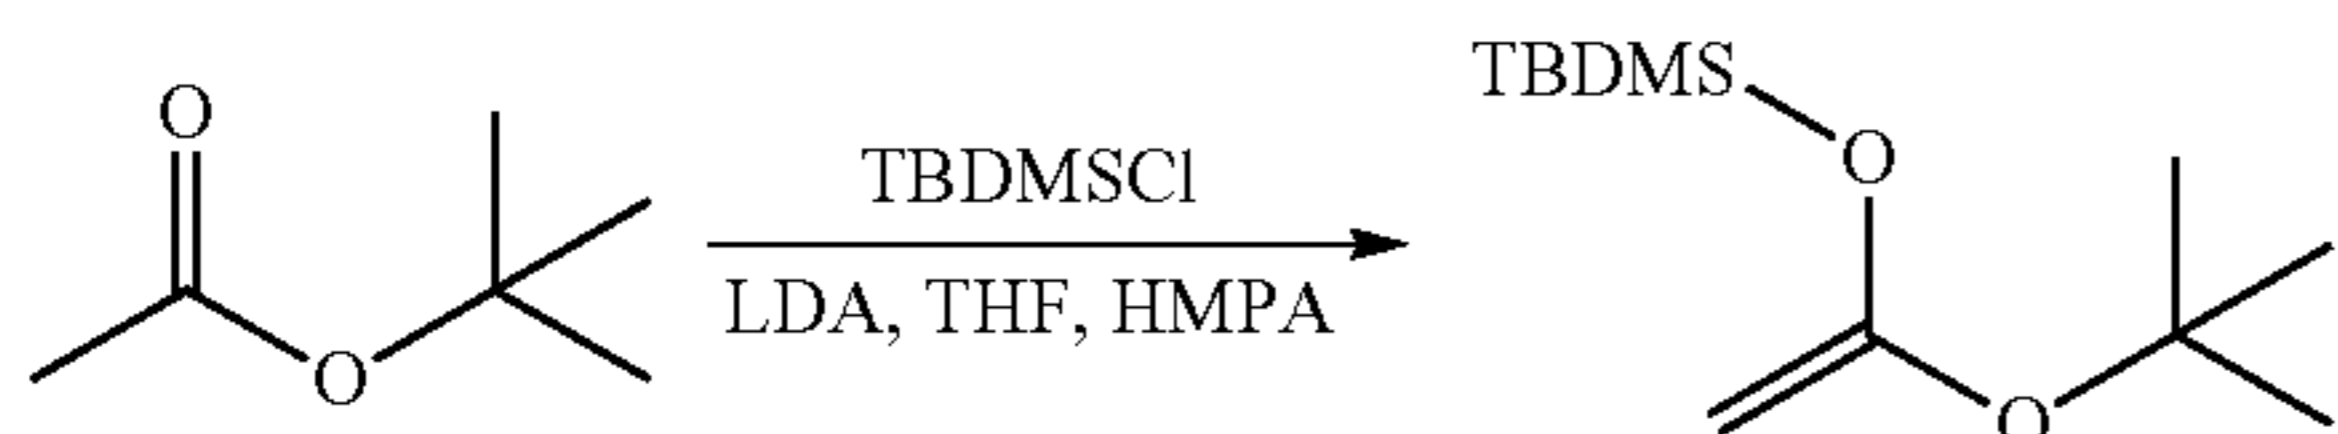 TBDMS
O
O
TBDMSCl
LDA, THF, HMPA
O
O